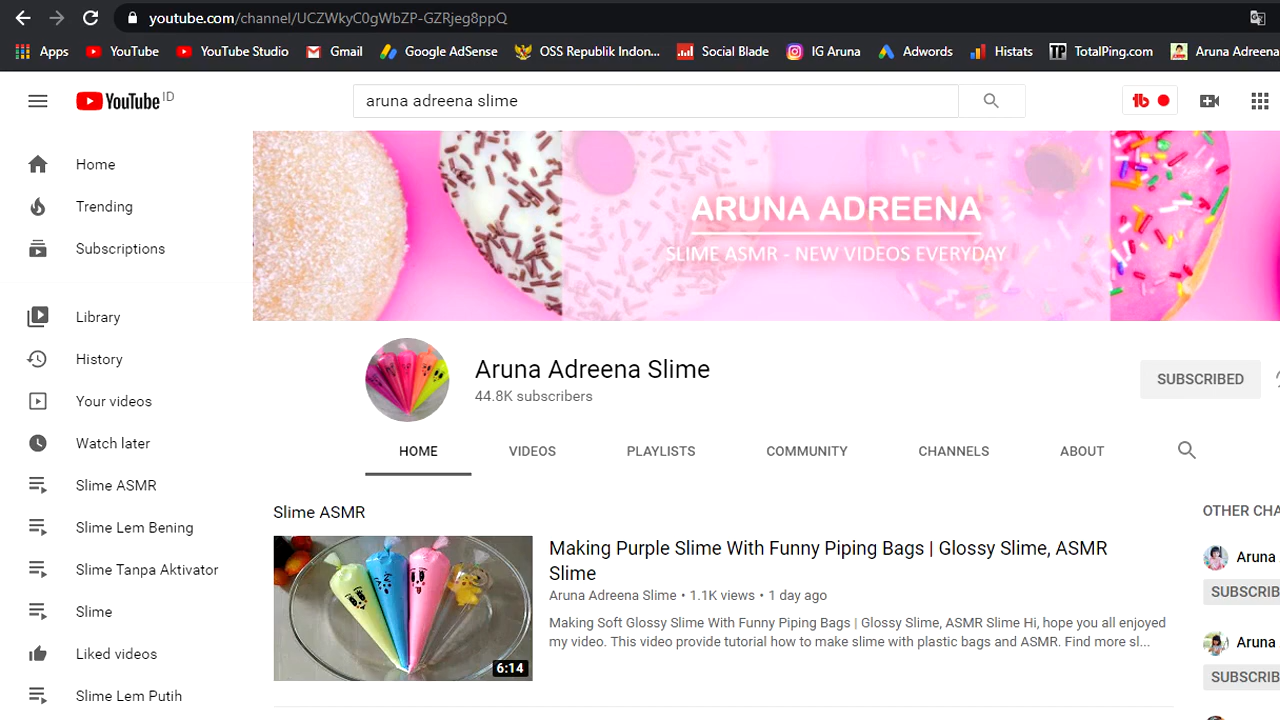 youtube.com/channel/UCZWkyC0gWbZP-GZRjeg8ppQ
Apps YouTube YouTube Studio Gmail Google AdSense OSS Republik Indon... Social Blade IG Aruna Adwords Histats TotalPing.com Aruna Adreena
YouTube ID
aruna adreena slime
Home
Trending
Subscriptions
Library
History
Your videos
Watch later
Slime ASMR
Slime Lem Bening
Slime Tanpa Aktivator
Slime
Liked videos
Slime Lem Putih
ARUNA ADREENA
SLIME ASMR - NEW VIDEOS EVERYDAY
Aruna Adreena Slime
44.8K subscribers
SUBSCRIBED
HOME VIDEOS PLAYLISTS COMMUNITY CHANNELS ABOUT
Slime ASMR
6:14
Making Purple Slime With Funny Piping Bags | Glossy Slime, ASMR
Slime
Aruna Adreena Slime • 1.1K views • 1 day ago
Making Soft Glossy Slime With Funny Piping Bags | Glossy Slime, ASMR Slime Hi, hope you all enjoyed
my video. This video provide tutorial how to make slime with plastic bags and ASMR. Find more sl...
OTHER CHA
Aruna
SUBSCRIB
Aruna
SUBSCRIB